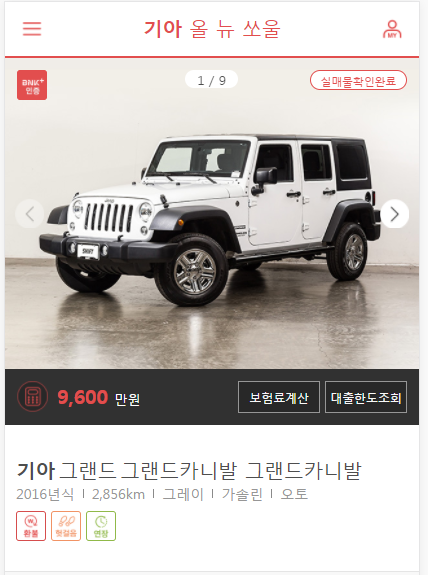 기아 올 뉴 쏘울
MY
BNK+
인증
1 / 9
실매물확인완료
9,600 만원
보험료계산
대출한도조회
기아 그랜드 그랜드카니발 그랜드카니발
2016년식 | 2,856km | 그레이 | 가솔린 | 오토
환불
헛걸음
연장